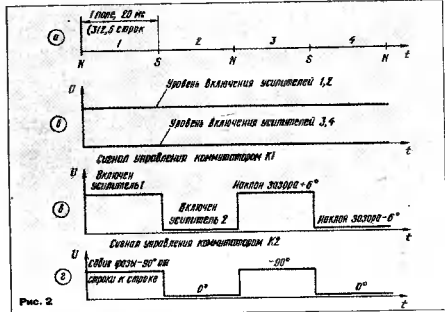 1 поле, 20 мс
(312,5 строк
а
1 2 3 4
N S N S N t
U
Уровень включения усилителей 1,2
б
Уровень включения усилителей 3,4
t
Сигнал управления коммутатором К1
U
Включен усилитель 1
Наклон зазора +6°
в
Включен усилитель 2
Наклон зазора -6°
t
Сигнал управления коммутатором К2
U
Сдвиг фазы -90° от строки к строке
-90°
г
0°
0°
t
Рис. 2